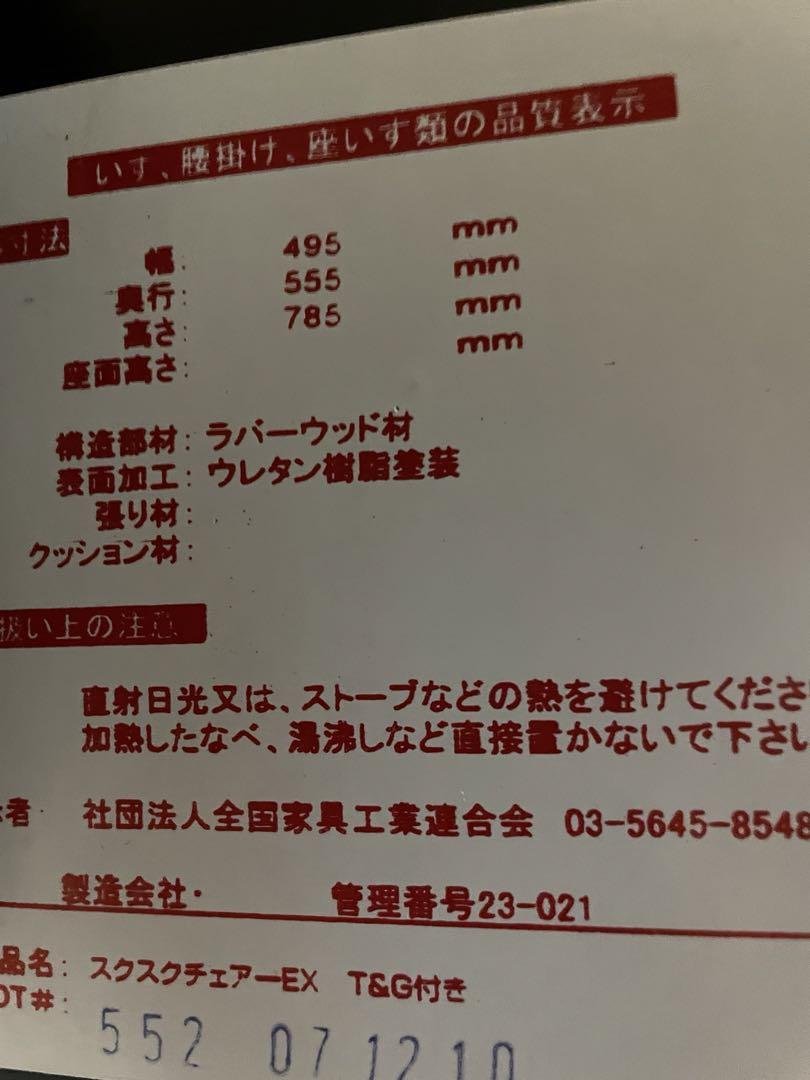 いす、腰掛け、座いす類の品質表示
寸法
幅: 495 mm
奥行: 555 mm
高さ: 785 mm
座面高さ: mm
構造部材: ラバーウッド材
表面加工: ウレタン樹脂塗装
張り材:
クッション材:
扱い上の注意
直射日光又は、ストーブなどの熱を避けてくださ
加熱したなべ、湯沸しなど直接置かないで下さい
者 社団法人全国家具工業連合会 03-5645-8548
製造会社・ 管理番号23-021
品名: スクスクチェアーEX T&G付き
OT#: 552 07 12 10